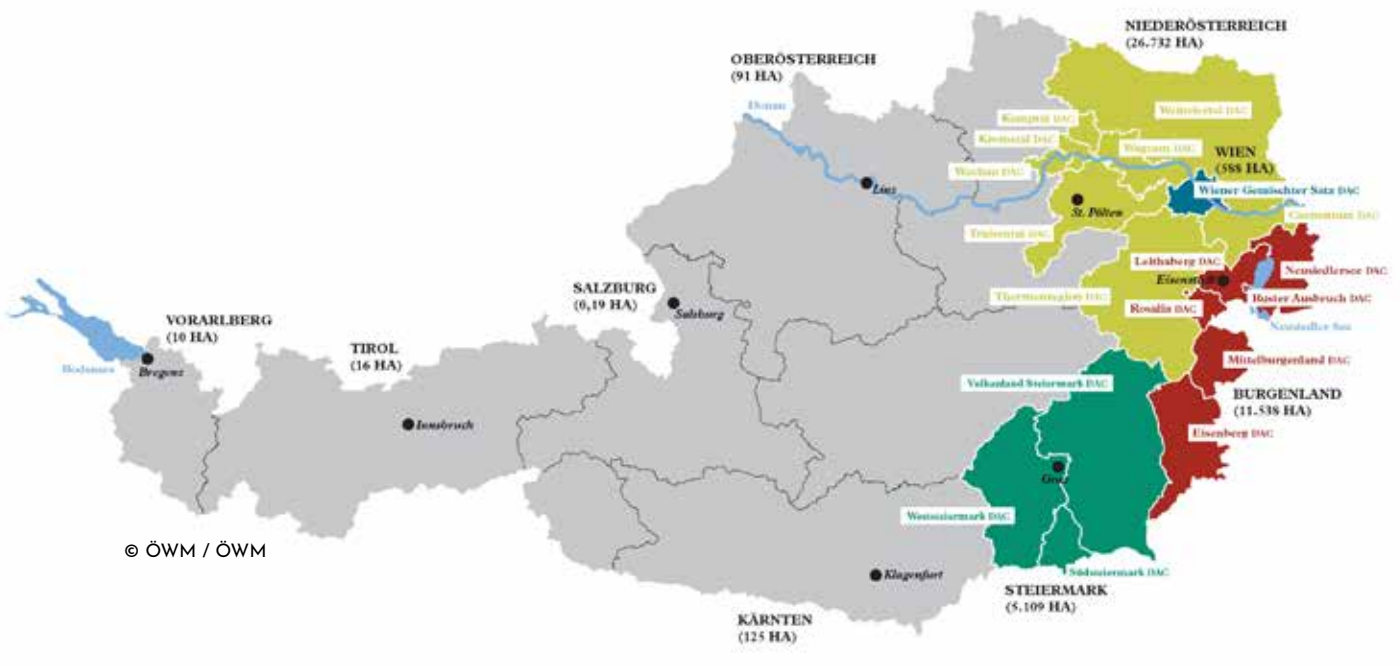 NIEDERÖSTERREICH
(26.732 HA)
OBERÖSTERREICH
(91 HA)
Donau
Weinviertel DAC
Kamptal DAC
Kremstal DAC
Wagram DAC
WIEN
(588 HA)
Wachau DAC
Linz
Wiener Gemischter Satz DAC
St. Pölten
Carnuntum DAC
Traisental DAC
Leithaberg DAC
Neusiedlersee DAC
Eisenstadt
SALZBURG
(0,19 HA)
Thermenregion DAC
Ruster Ausbruch DAC
Rosalia DAC
Salzburg
Neusiedler See
VORARLBERG
(10 HA)
TIROL
(16 HA)
Mittelburgenland DAC
Bodensee
Bregenz
Vulkanland Steiermark DAC
BURGENLAND
(11.538 HA)
Innsbruck
Eisenberg DAC
Graz
Weststeiermark DAC
© ÖWM / ÖWM
Südsteiermark DAC
Klagenfurt
STEIERMARK
(5.109 HA)
KÄRNTEN
(125 HA)